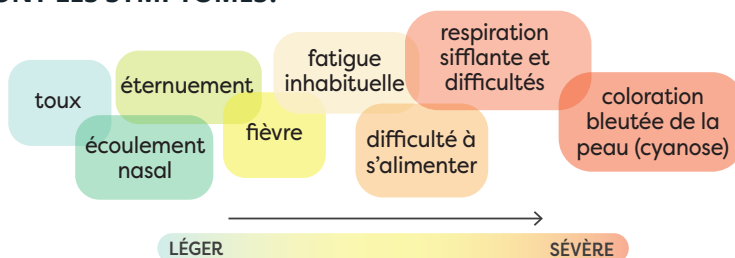 toux
éternuement
écoulement
nasal
fièvre
fatigue
inhabituelle
difficulté à
s'alimenter
respiration
sifflante et
difficultés
coloration
bleutée de la
peau (cyanose)
LÉGER
SÉVÈRE